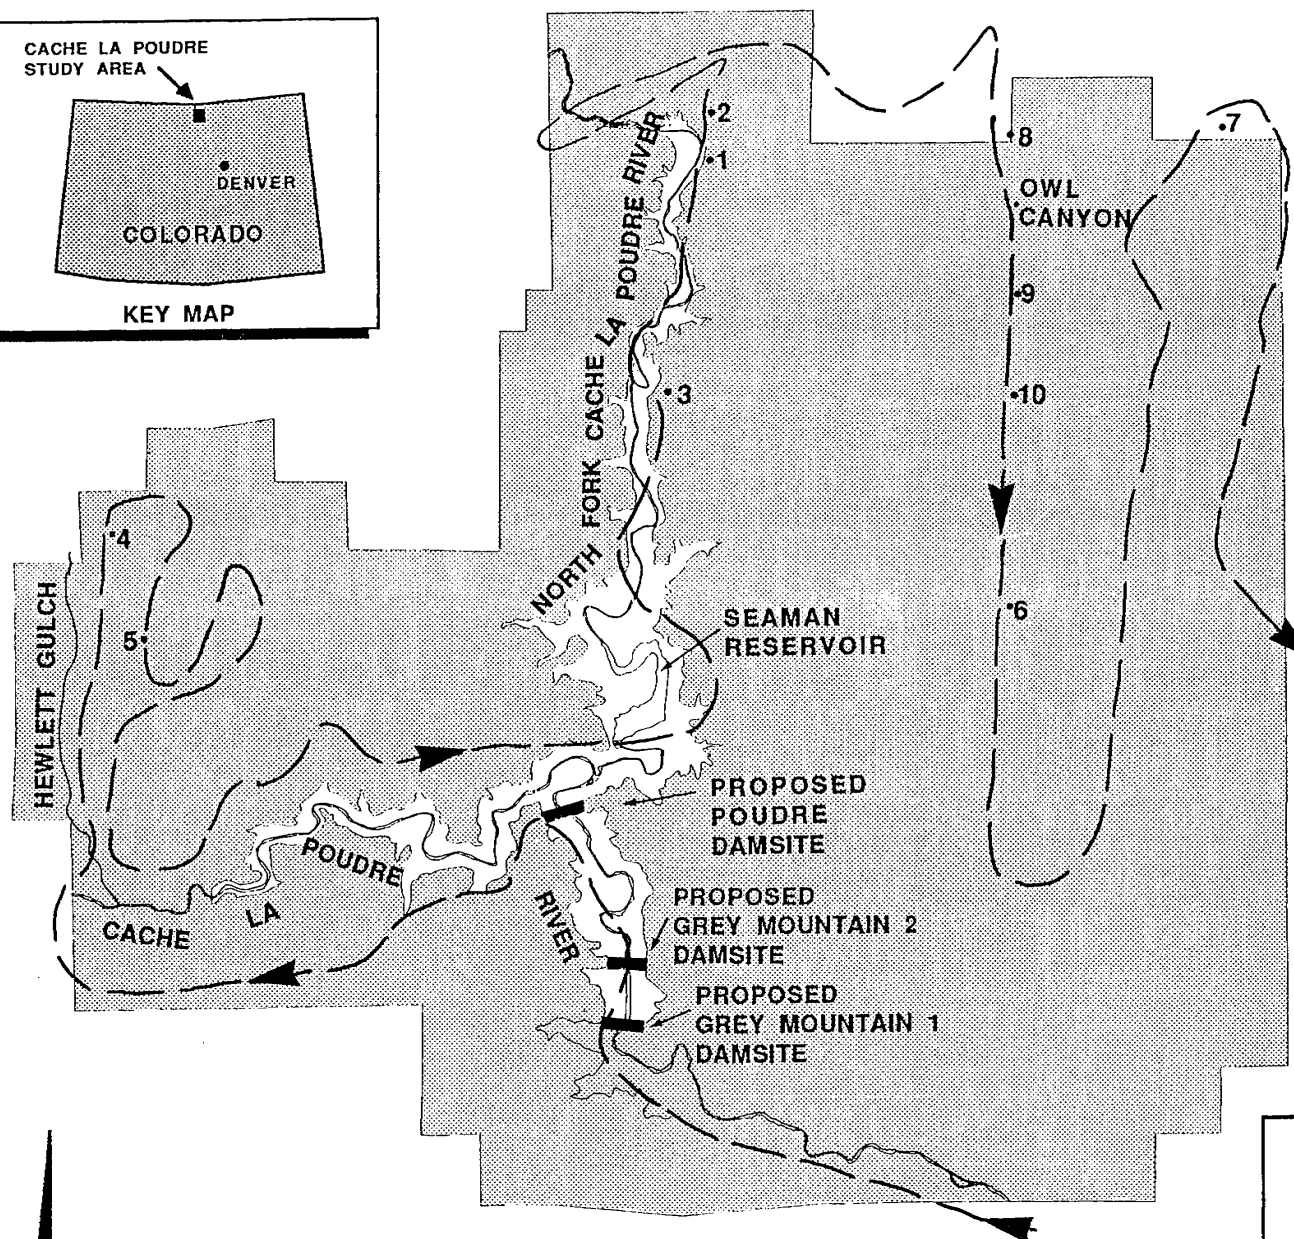 CACHE LA POUDRE
STUDY AREA
DENVER
COLORADO
KEY MAP
2
1
8
7
OWL
CANYON
9
10
3
NORTH FORK CACHE LA POUDRE RIVER
4
5
6
HEWLETT GULCH
SEAMAN
RESERVOIR
PROPOSED
POUDRE
DAMSITE
CACHE LA POUDRE RIVER
PROPOSED
GREY MOUNTAIN 2
DAMSITE
PROPOSED
GREY MOUNTAIN 1
DAMSITE